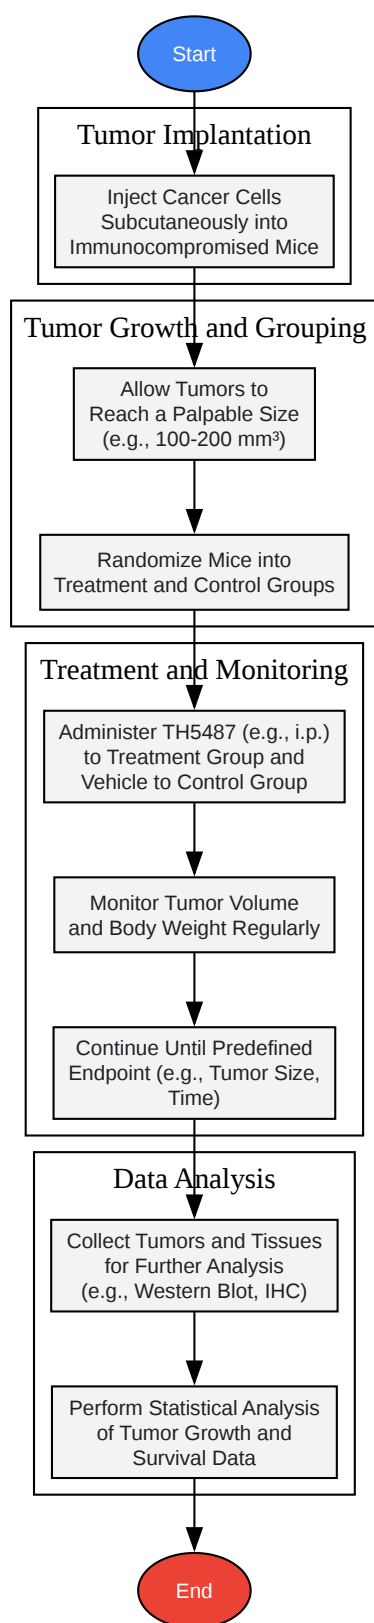 Start
Tumor Implantation
Inject Cancer Cells
Subcutaneously into
Immunocompromised Mice
Tumor Growth and Grouping
Allow Tumors to
Reach a Palpable Size
(e.g., 100-200 mm³)
Randomize Mice into
Treatment and Control Groups
Treatment and Monitoring
Administer TH5487 (e.g., i.p.)
to Treatment Group and
Vehicle to Control Group
Monitor Tumor Volume
and Body Weight Regularly
Continue Until Predefined
Endpoint (e.g., Tumor Size,
Time)
Data Analysis
Collect Tumors and Tissues
for Further Analysis
(e.g., Western Blot, IHC)
Perform Statistical Analysis
of Tumor Growth and
Survival Data
End